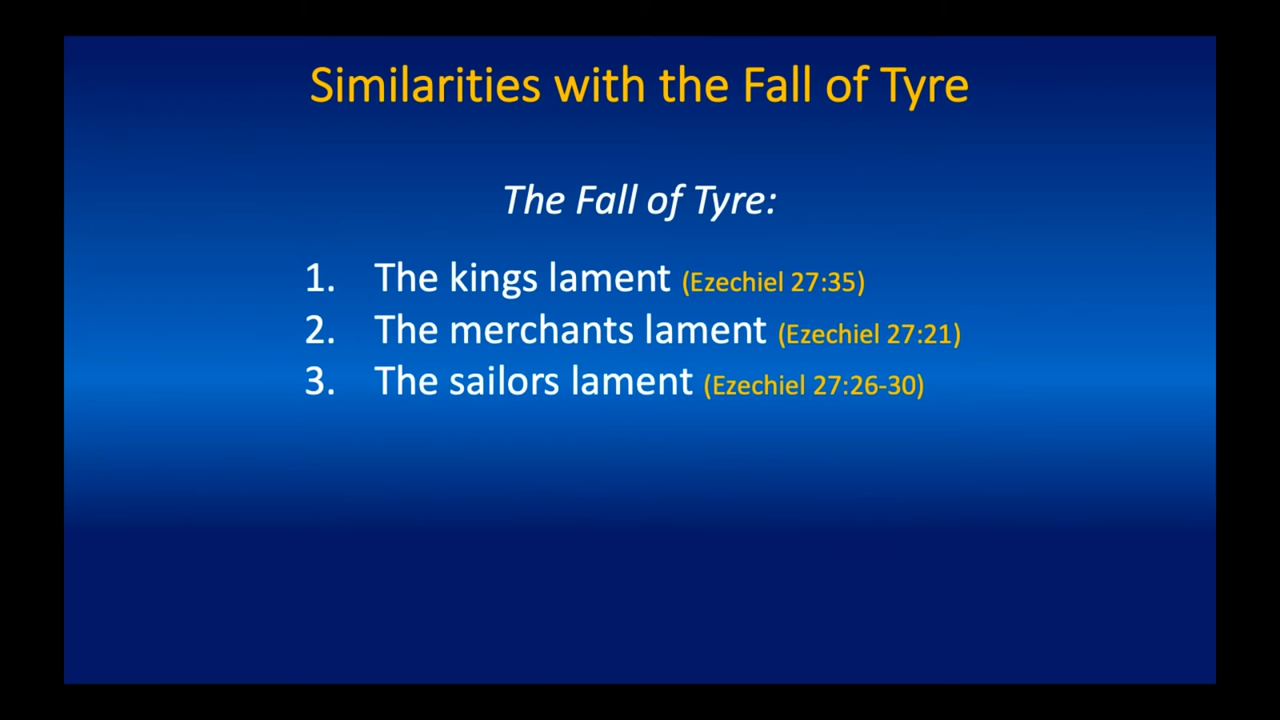 Similarities with the Fall of Tyre
The Fall of Tyre:
1. The kings lament (Ezechiel 27:35)
2. The merchants lament (Ezechiel 27:21)
3. The sailors lament (Ezechiel 27:26-30)